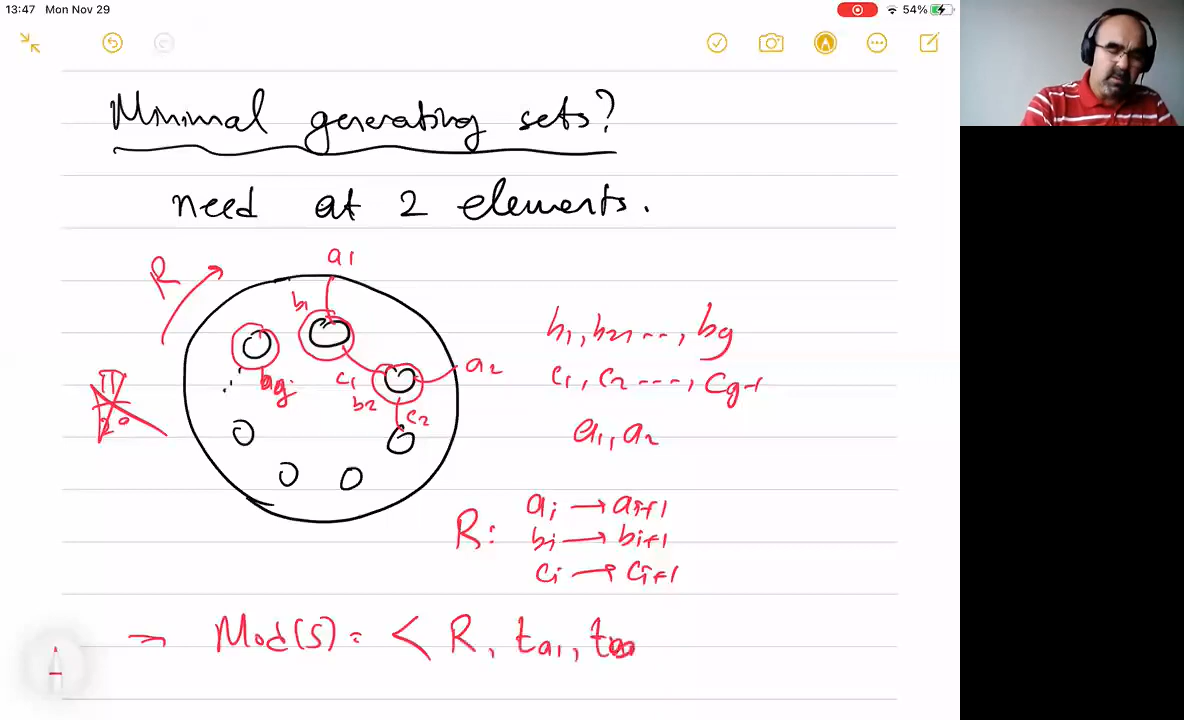 13:47 Mon Nov 29
54%
Minimal generating sets?
need at 2 elements.
R
a1
b1
a2
c1
b2
c2
bg
b1, b2, ..., bg
c1, c2 ..., cg-1
a1, a2
R: ai → ai+1
bi → bi+1
ci → ci+1
→ Mod(S) = < R, ta1, t